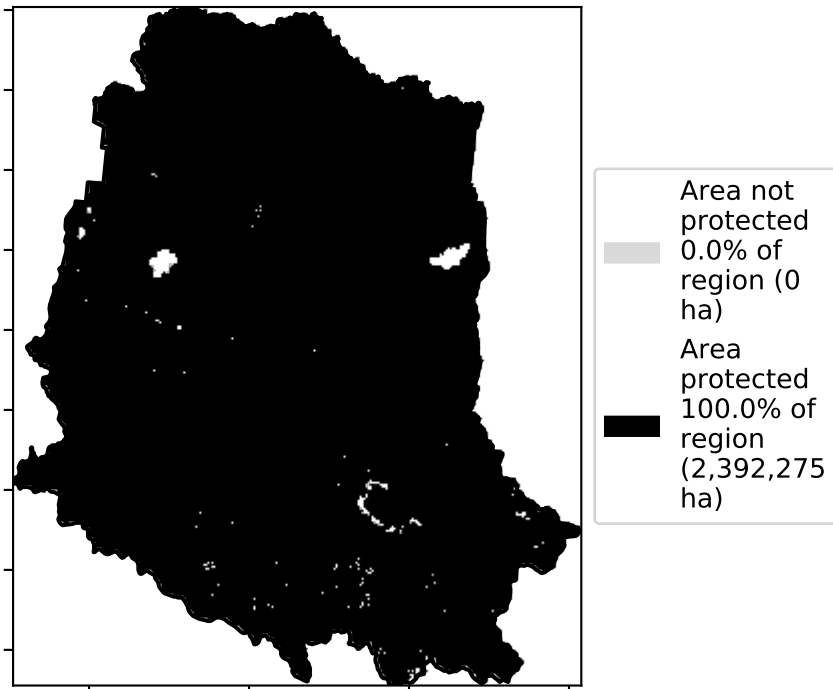 Area not
protected
0.0% of
region (0
ha)
Area
protected
100.0% of
region
(2,392,275
ha)